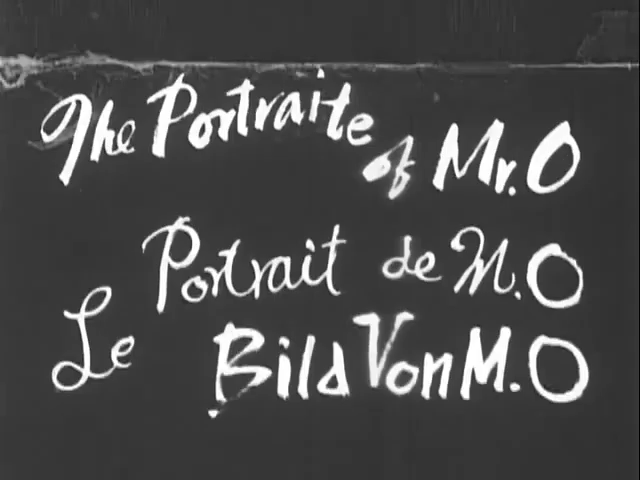 The Portraite of Mr. O
Le Portrait de M. O
Bild Von M. O